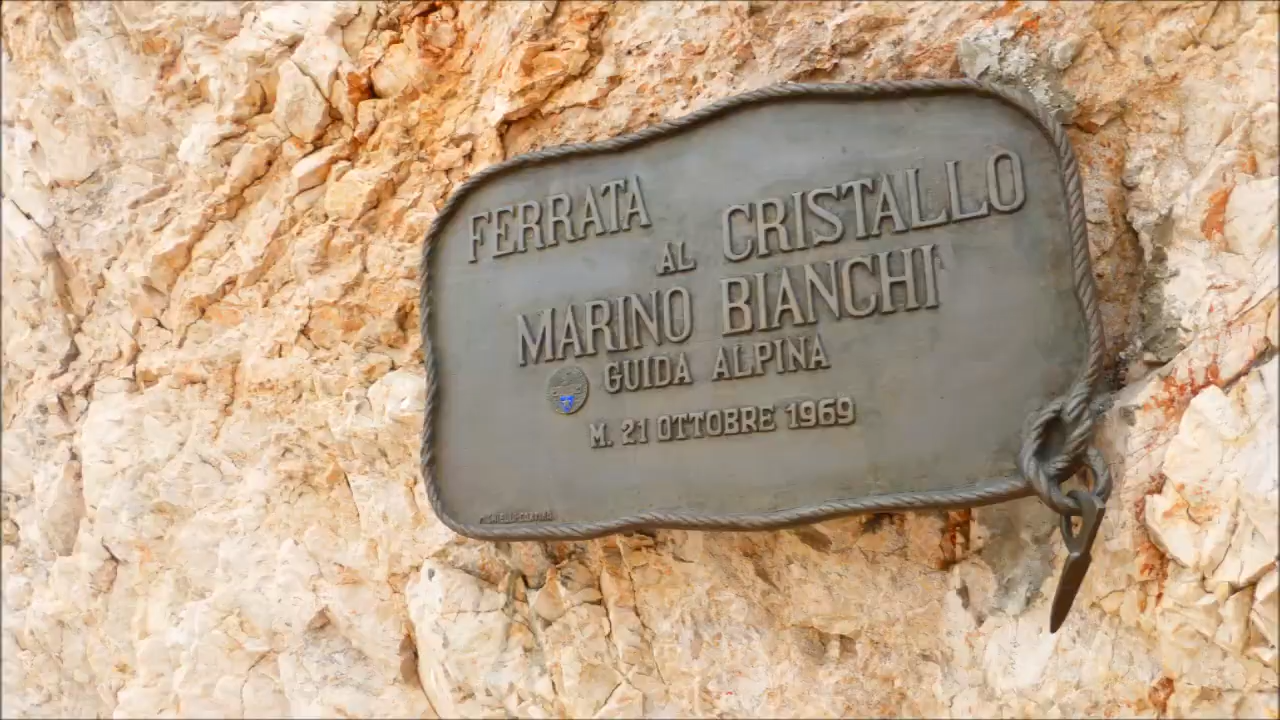 FERRATA
AL CRISTALLO
MARINO BIANCHI
GUIDA ALPINA
M. 21 OTTOBRE 1969